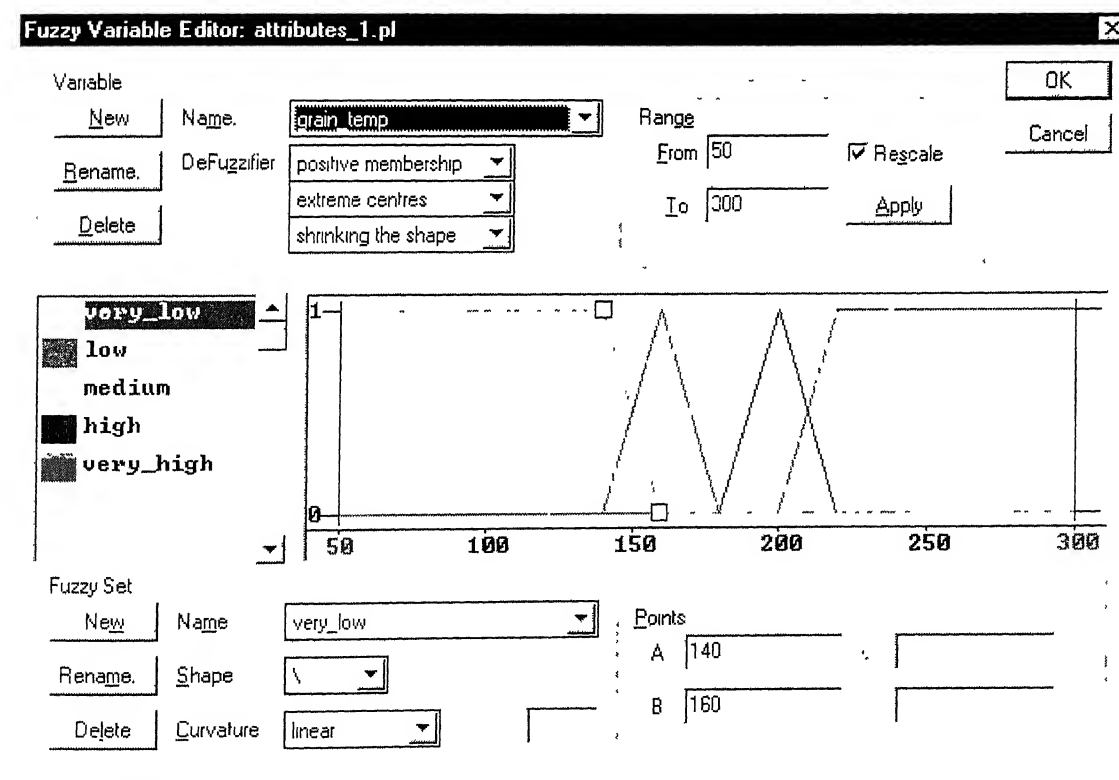 Fuzzy Variable Editor: attributes_1.pl
Variable
New
Name.
grain_temp
Range
OK
Rename.
DeFuzzifier
positive membership
From
50
Rescale
Cancel
extreme centres
To
300
Apply
Delete
shrinking the shape
very_low
low
medium
high
very_high
1
0
50 100 150 200 250 300
Fuzzy Set
New
Name
very_low
Points
A
140
Rename.
Shape
\
B
160
Delete
Curvature
linear